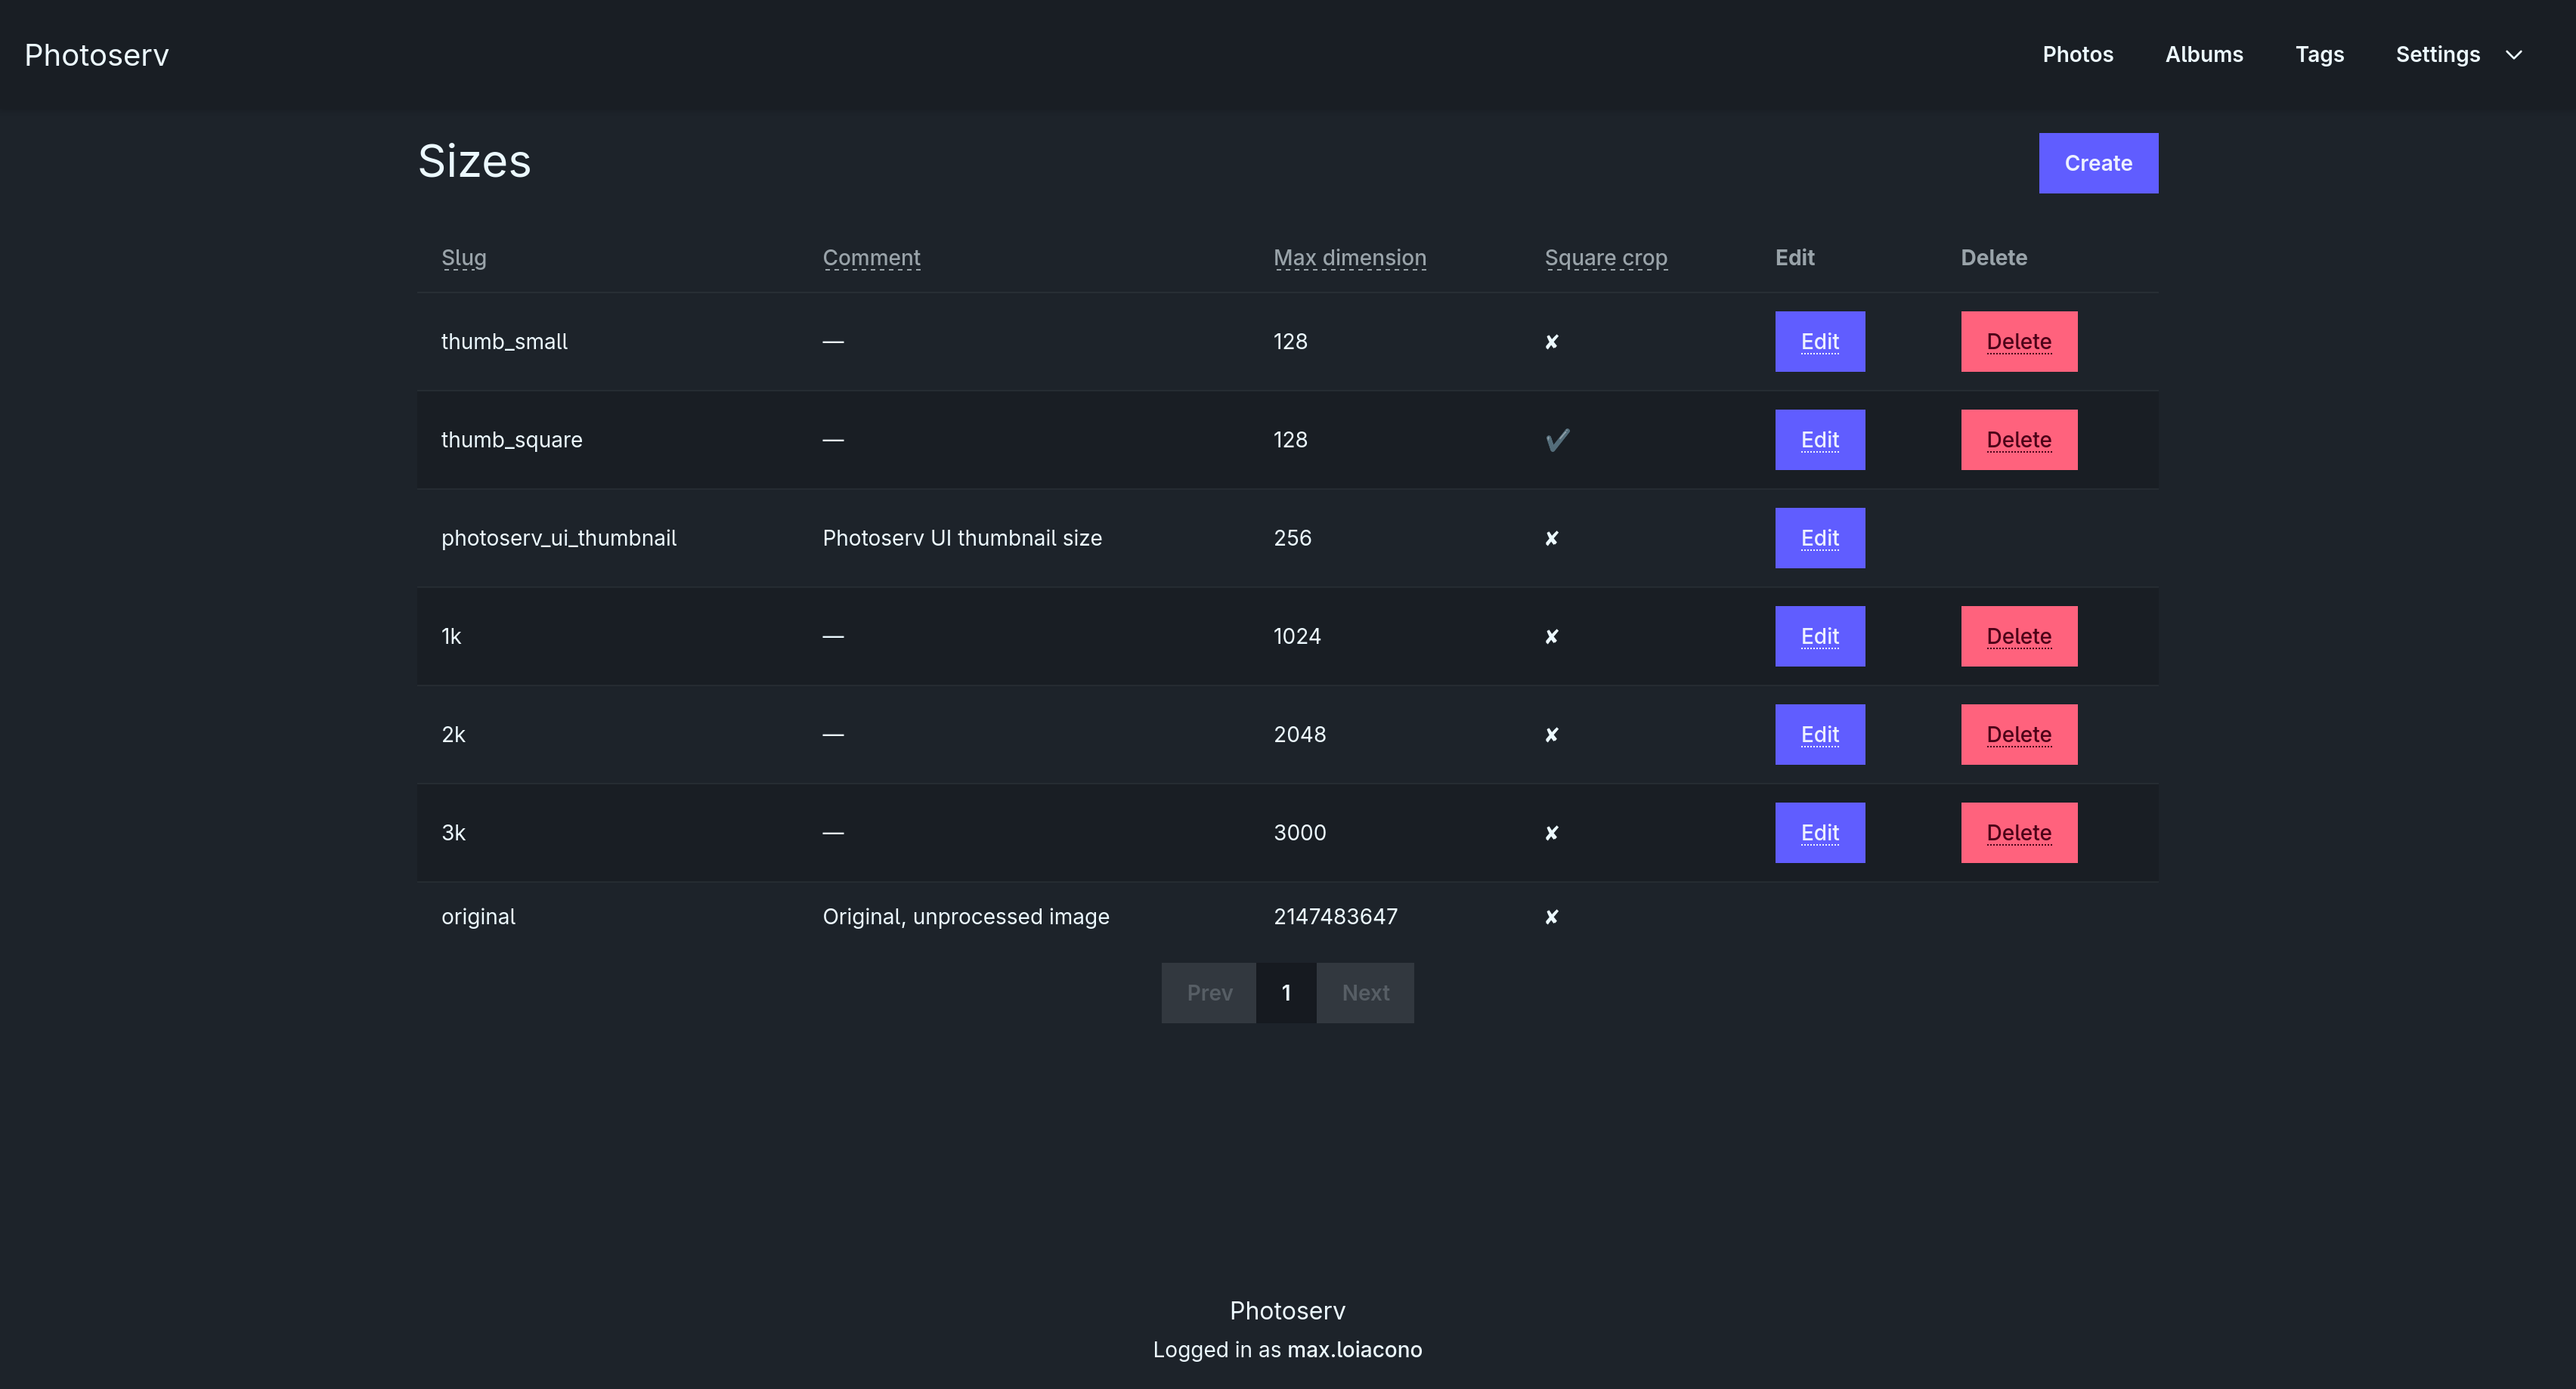 Photoserv Photos Albums Tags Settings
Sizes Create
Slug Comment Max dimension Square crop Edit Delete
thumb_small — 128 ✘ Edit Delete
thumb_square — 128 ✔ Edit Delete
photoserv_ui_thumbnail Photoserv UI thumbnail size 256 ✘ Edit
1k — 1024 ✘ Edit Delete
2k — 2048 ✘ Edit Delete
3k — 3000 ✘ Edit Delete
original Original, unprocessed image 2147483647 ✘
Prev 1 Next
Photoserv
Logged in as max.loiacono